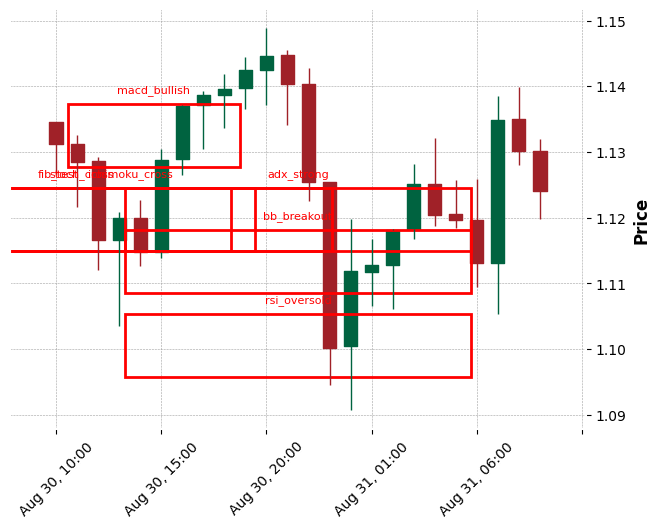 1.15
1.14
macd_bullish
1.13
adx_strong
1.12
bb_breakout
Price
1.11
rsi_oversold
1.10
1.09
Aug 30, 10:00
Aug 30, 15:00
Aug 30, 20:00
Aug 31, 01:00
Aug 31, 06:00